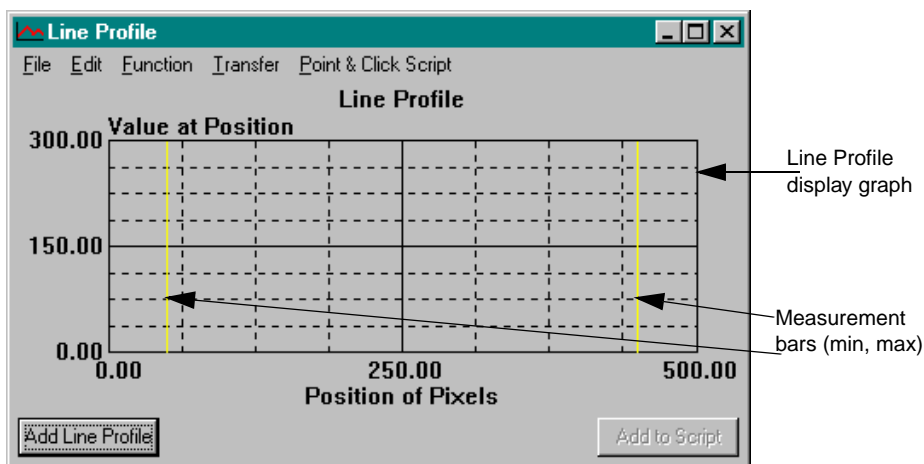 Line Profile
File Edit Function Transfer Point & Click Script
Line Profile
Value at Position
300.00
150.00
0.00
0.00 250.00 500.00
Position of Pixels
Add Line Profile
Add to Script
Line Profile
display graph
Measurement
bars (min, max)